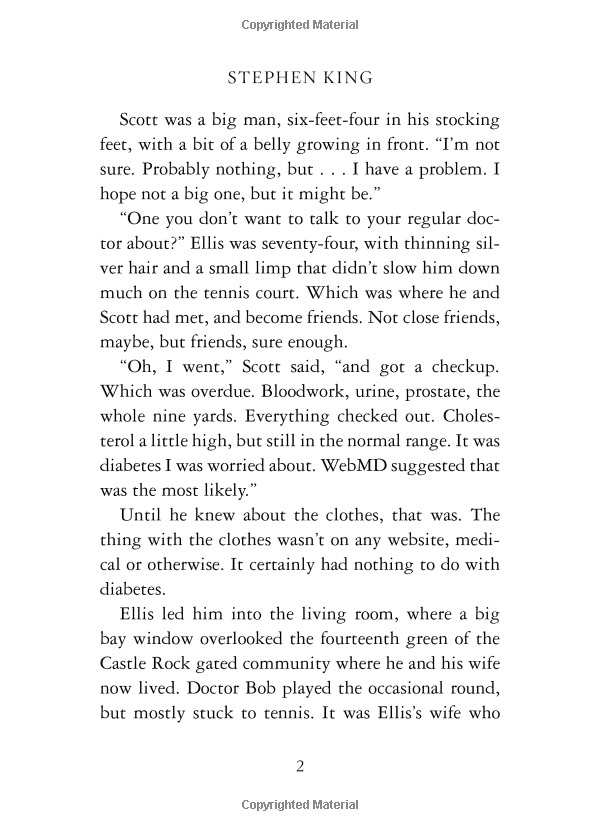 Copyrighted Material
STEPHEN KING
Scott was a big man, six-feet-four in his stocking
feet, with a bit of a belly growing in front. “I’m not
sure. Probably nothing, but . . . I have a problem. I
hope not a big one, but it might be.”
“One you don’t want to talk to your regular doc-
tor about?” Ellis was seventy-four, with thinning sil-
ver hair and a small limp that didn’t slow him down
much on the tennis court. Which was where he and
Scott had met, and become friends. Not close friends,
maybe, but friends, sure enough.
“Oh, I went,” Scott said, “and got a checkup.
Which was overdue. Bloodwork, urine, prostate, the
whole nine yards. Everything checked out. Choles-
terol a little high, but still in the normal range. It was
diabetes I was worried about. WebMD suggested that
was the most likely.”
Until he knew about the clothes, that was. The
thing with the clothes wasn’t on any website, medi-
cal or otherwise. It certainly had nothing to do with
diabetes.
Ellis led him into the living room, where a big
bay window overlooked the fourteenth green of the
Castle Rock gated community where he and his wife
now lived. Doctor Bob played the occasional round,
but mostly stuck to tennis. It was Ellis’s wife who
2
Copyrighted Material